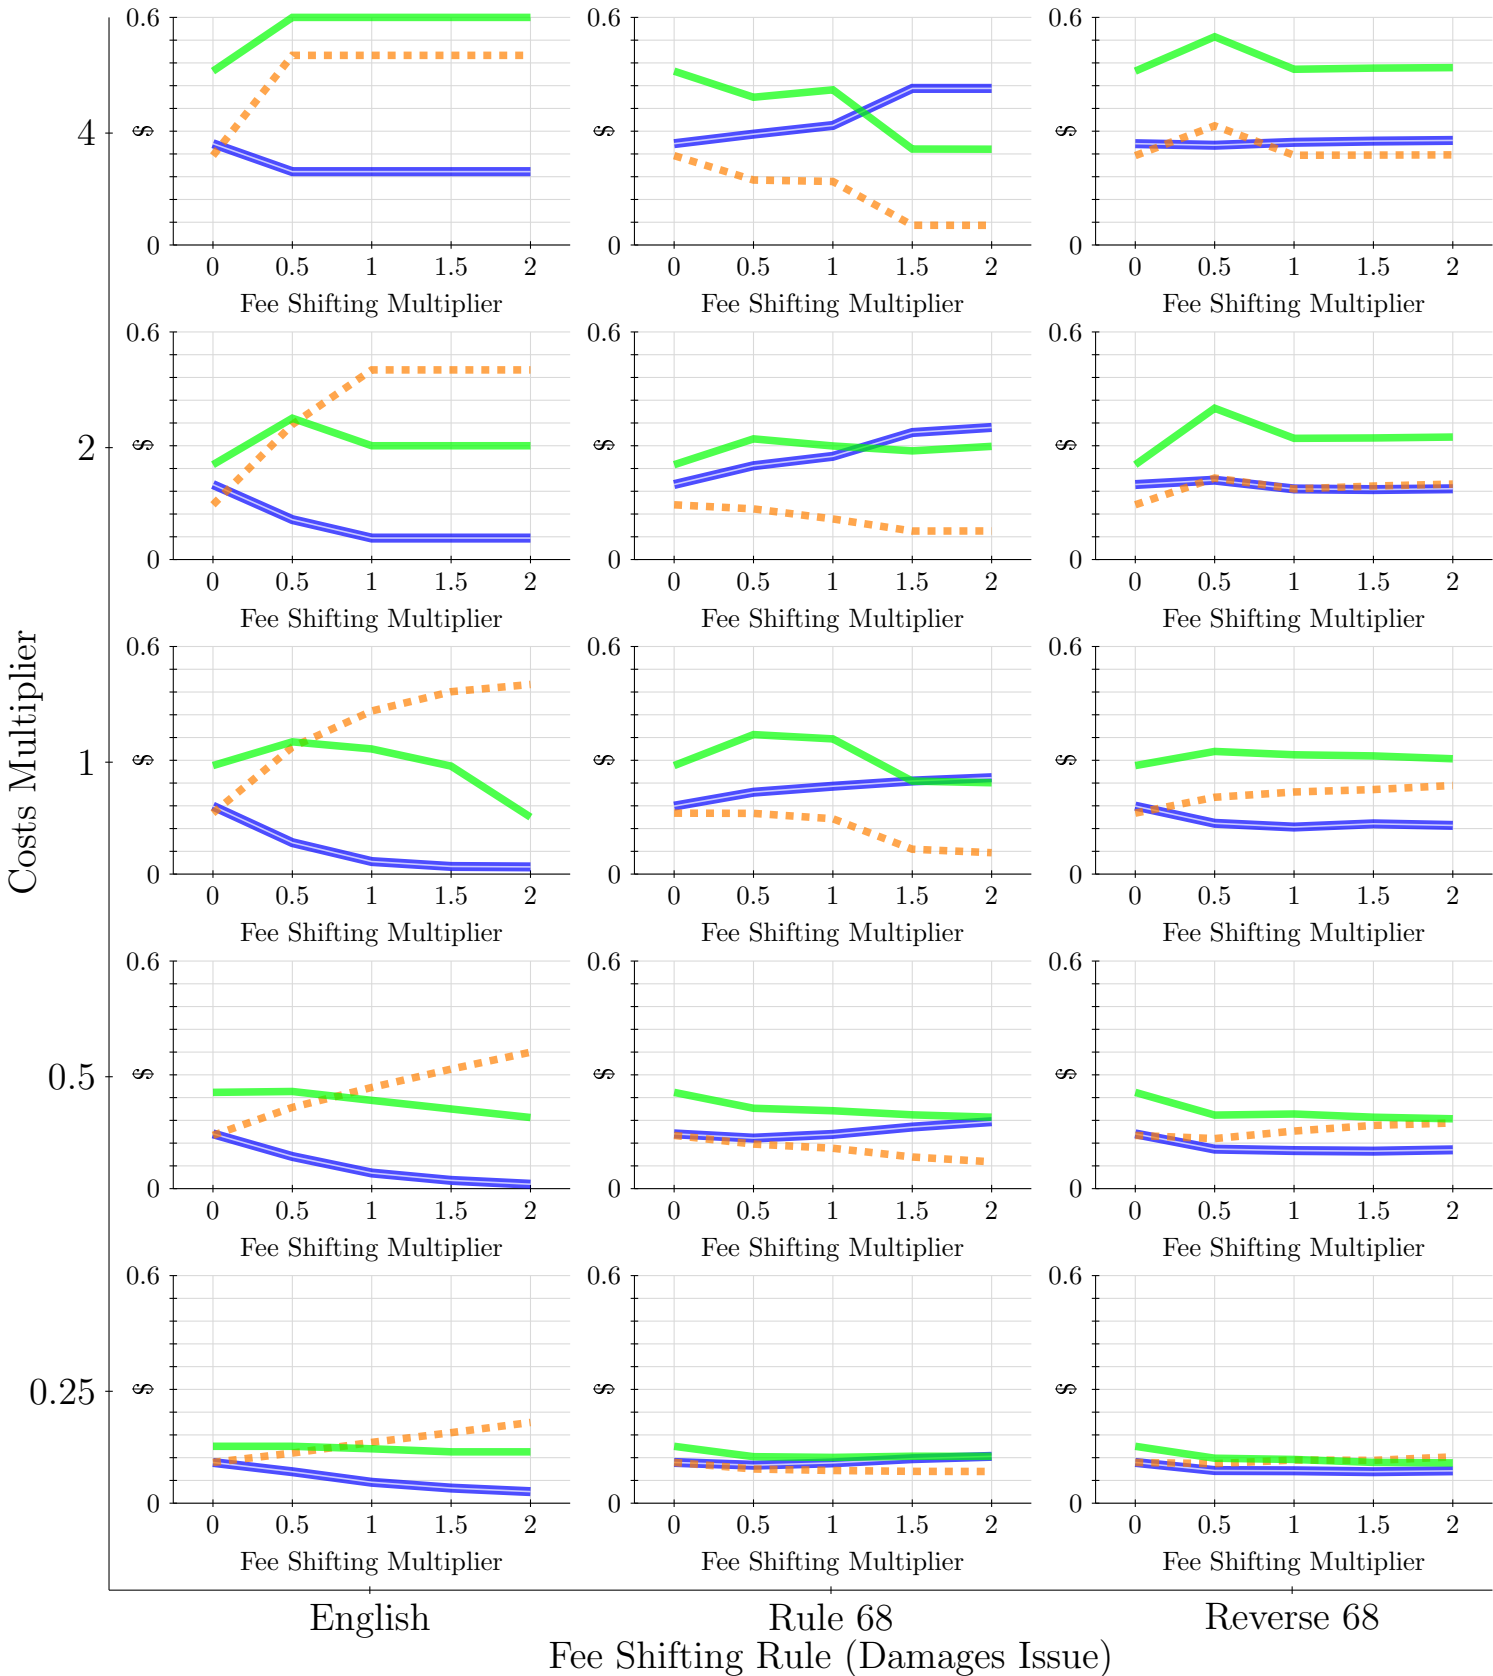 0.6 0.6 0.6
4 $ $ $
0 0 0
0 0.5 1 1.5 2 0 0.5 1 1.5 2 0 0.5 1 1.5 2
Fee Shifting Multiplier Fee Shifting Multiplier Fee Shifting Multiplier
0.6 0.6 0.6
2 $ $ $
0 0 0
0 0.5 1 1.5 2 0 0.5 1 1.5 2 0 0.5 1 1.5 2
Fee Shifting Multiplier Fee Shifting Multiplier Fee Shifting Multiplier
Costs Multiplier
0.6 0.6 0.6
1 $ $ $
0 0 0
0 0.5 1 1.5 2 0 0.5 1 1.5 2 0 0.5 1 1.5 2
Fee Shifting Multiplier Fee Shifting Multiplier Fee Shifting Multiplier
0.6 0.6 0.6
0.5 $ $ $
0 0 0
0 0.5 1 1.5 2 0 0.5 1 1.5 2 0 0.5 1 1.5 2
Fee Shifting Multiplier Fee Shifting Multiplier Fee Shifting Multiplier
0.6 0.6 0.6
0.25 $ $ $
0 0 0
0 0.5 1 1.5 2 0 0.5 1 1.5 2 0 0.5 1 1.5 2
Fee Shifting Multiplier Fee Shifting Multiplier Fee Shifting Multiplier
English Rule 68 Reverse 68
Fee Shifting Rule (Damages Issue)